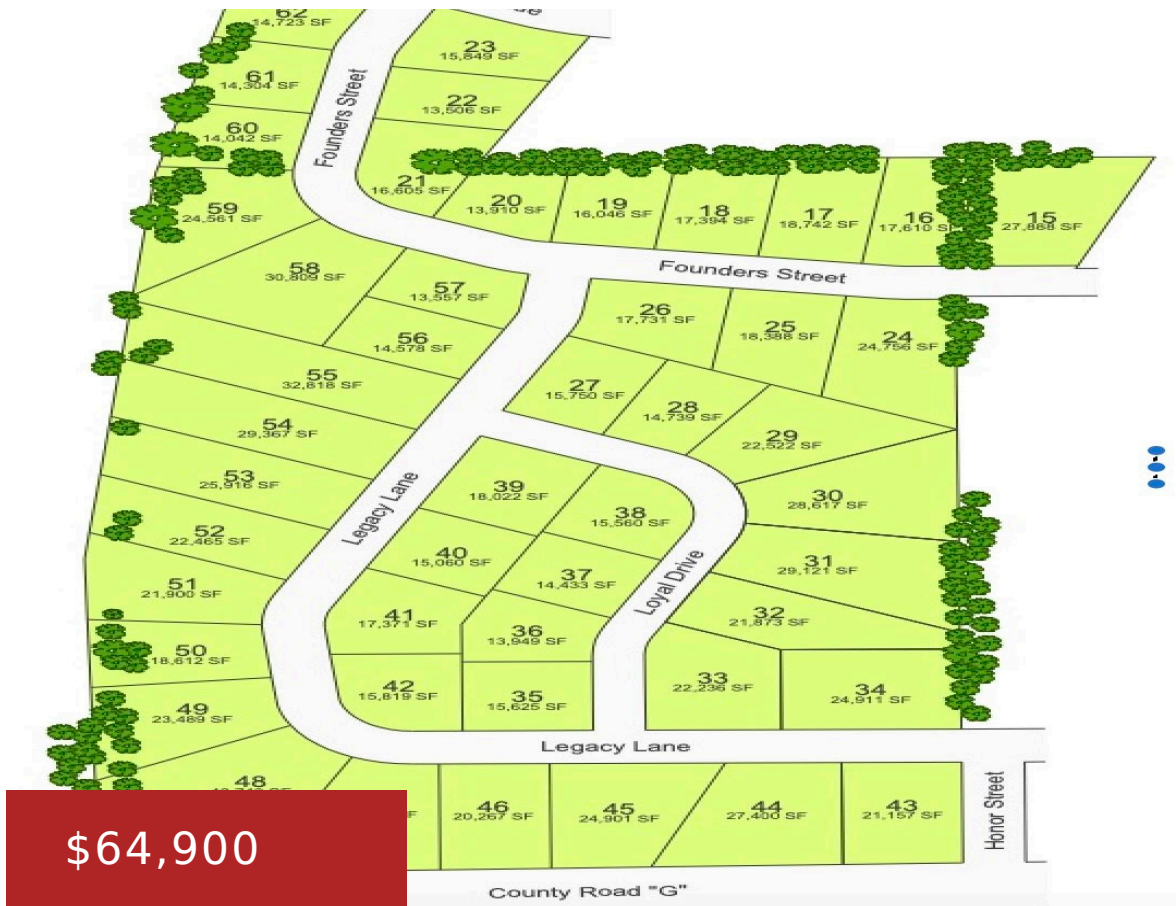 62
14,723 SF
23
15,849 SF
61
14,304 SF
22
13,506 SF
60
14,042 SF
Founders Street
21
16,605 SF
20
13,910 SF
19
16,046 SF
18
17,394 SF
17
18,742 SF
16
17,610 SF
15
27,888 SF
59
24,561 SF
58
30,809 SF
57
13,557 SF
Founders Street
26
17,731 SF
25
18,388 SF
24
24,756 SF
56
14,578 SF
55
32,818 SF
27
15,750 SF
28
14,739 SF
54
29,367 SF
29
22,522 SF
53
25,916 SF
Legacy Lane
39
18,022 SF
38
15,560 SF
30
28,617 SF
52
22,465 SF
40
15,060 SF
37
14,433 SF
Loyal Drive
31
29,121 SF
51
21,900 SF
41
17,371 SF
36
13,949 SF
32
21,873 SF
50
18,612 SF
42
15,819 SF
35
15,625 SF
33
22,236 SF
34
24,911 SF
49
23,489 SF
Legacy Lane
48
46
20,267 SF
45
24,901 SF
44
27,400 SF
43
21,157 SF
Honor Street
$64,900
County Road "G"